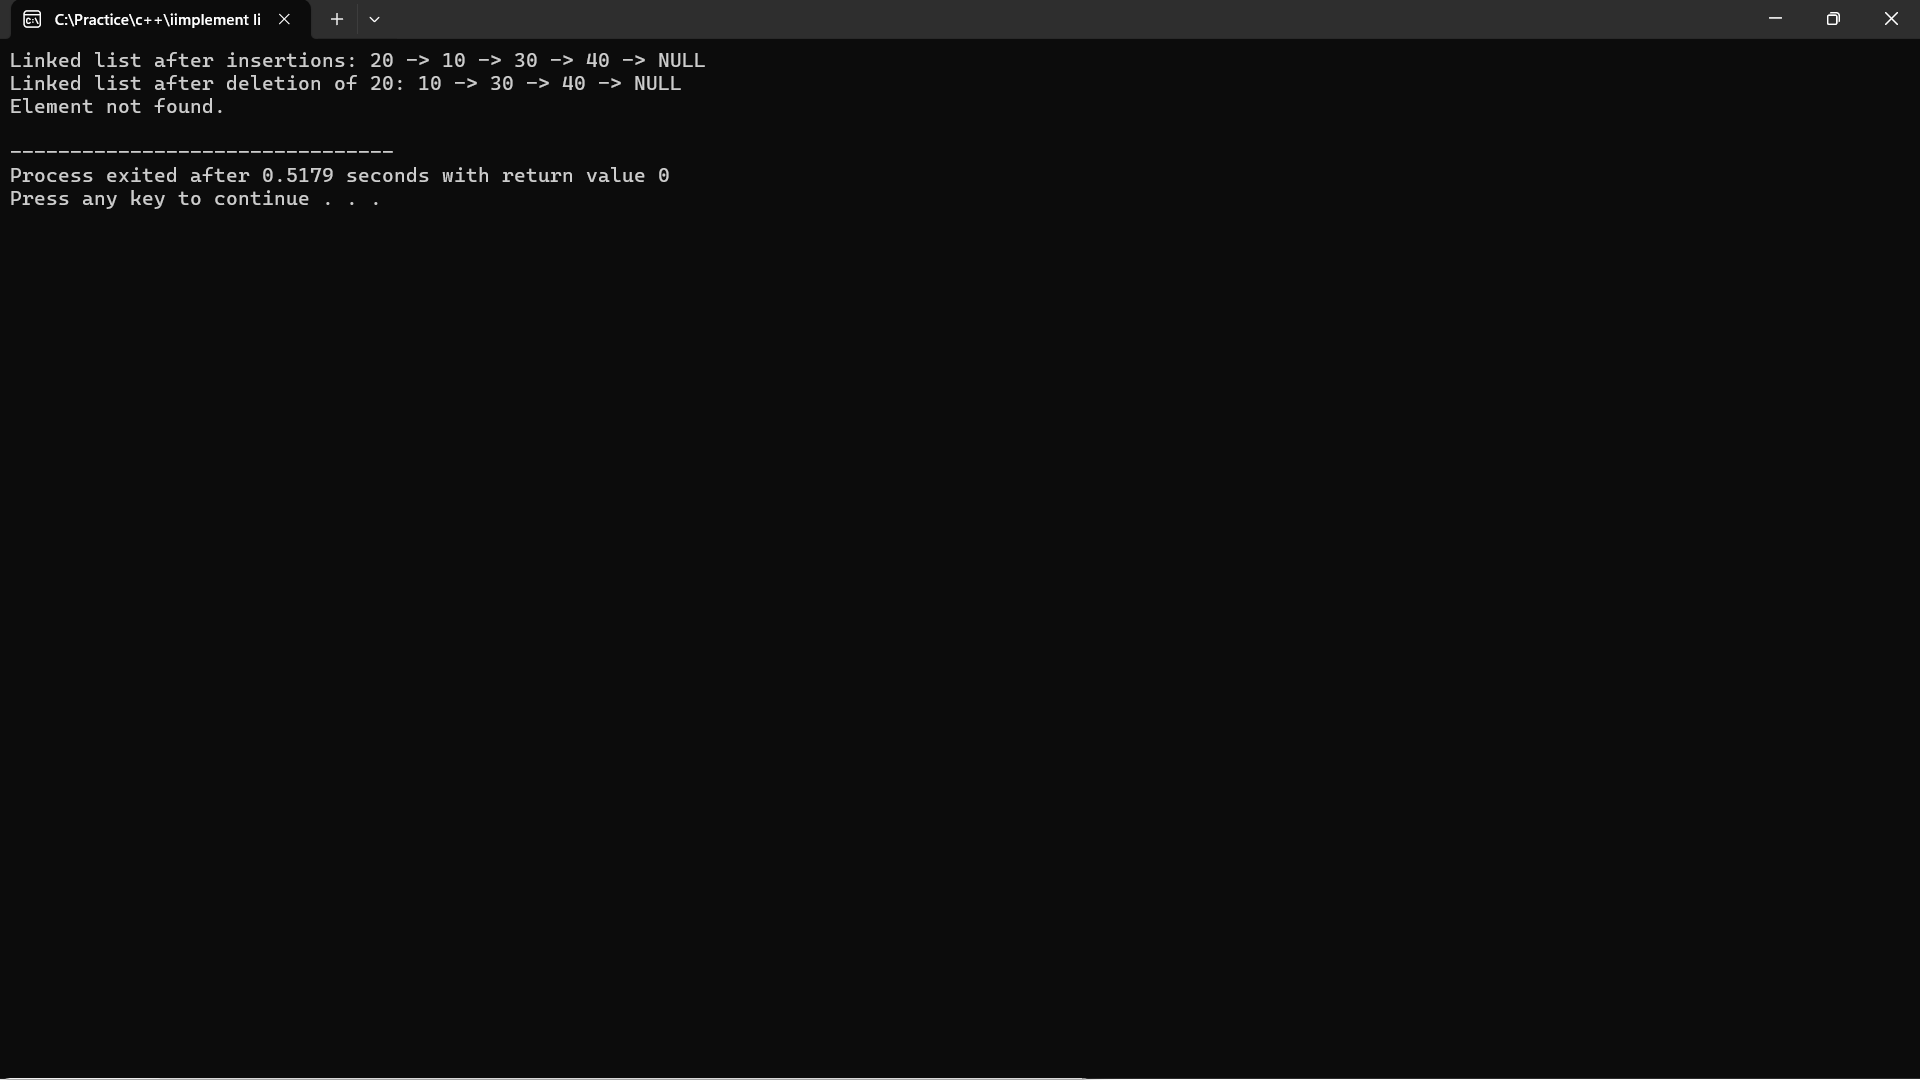 C:\Practice\c++\iimplement li
Linked list after insertions: 20 -> 10 -> 30 -> 40 -> NULL
Linked list after deletion of 20: 10 -> 30 -> 40 -> NULL
Element not found.
--------------------------------
Process exited after 0.5179 seconds with return value 0
Press any key to continue . . .